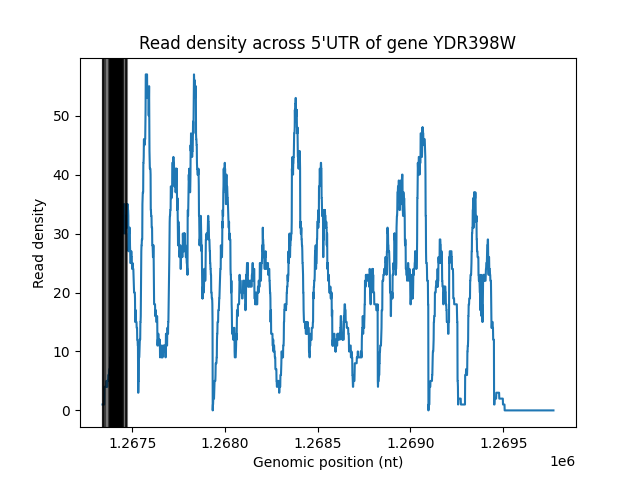 Read density across 5'UTR of gene YDR398W
Read density
50
40
30
20
10
0
1.2675 1.2680 1.2685 1.2690 1.2695
1e6
Genomic position (nt)